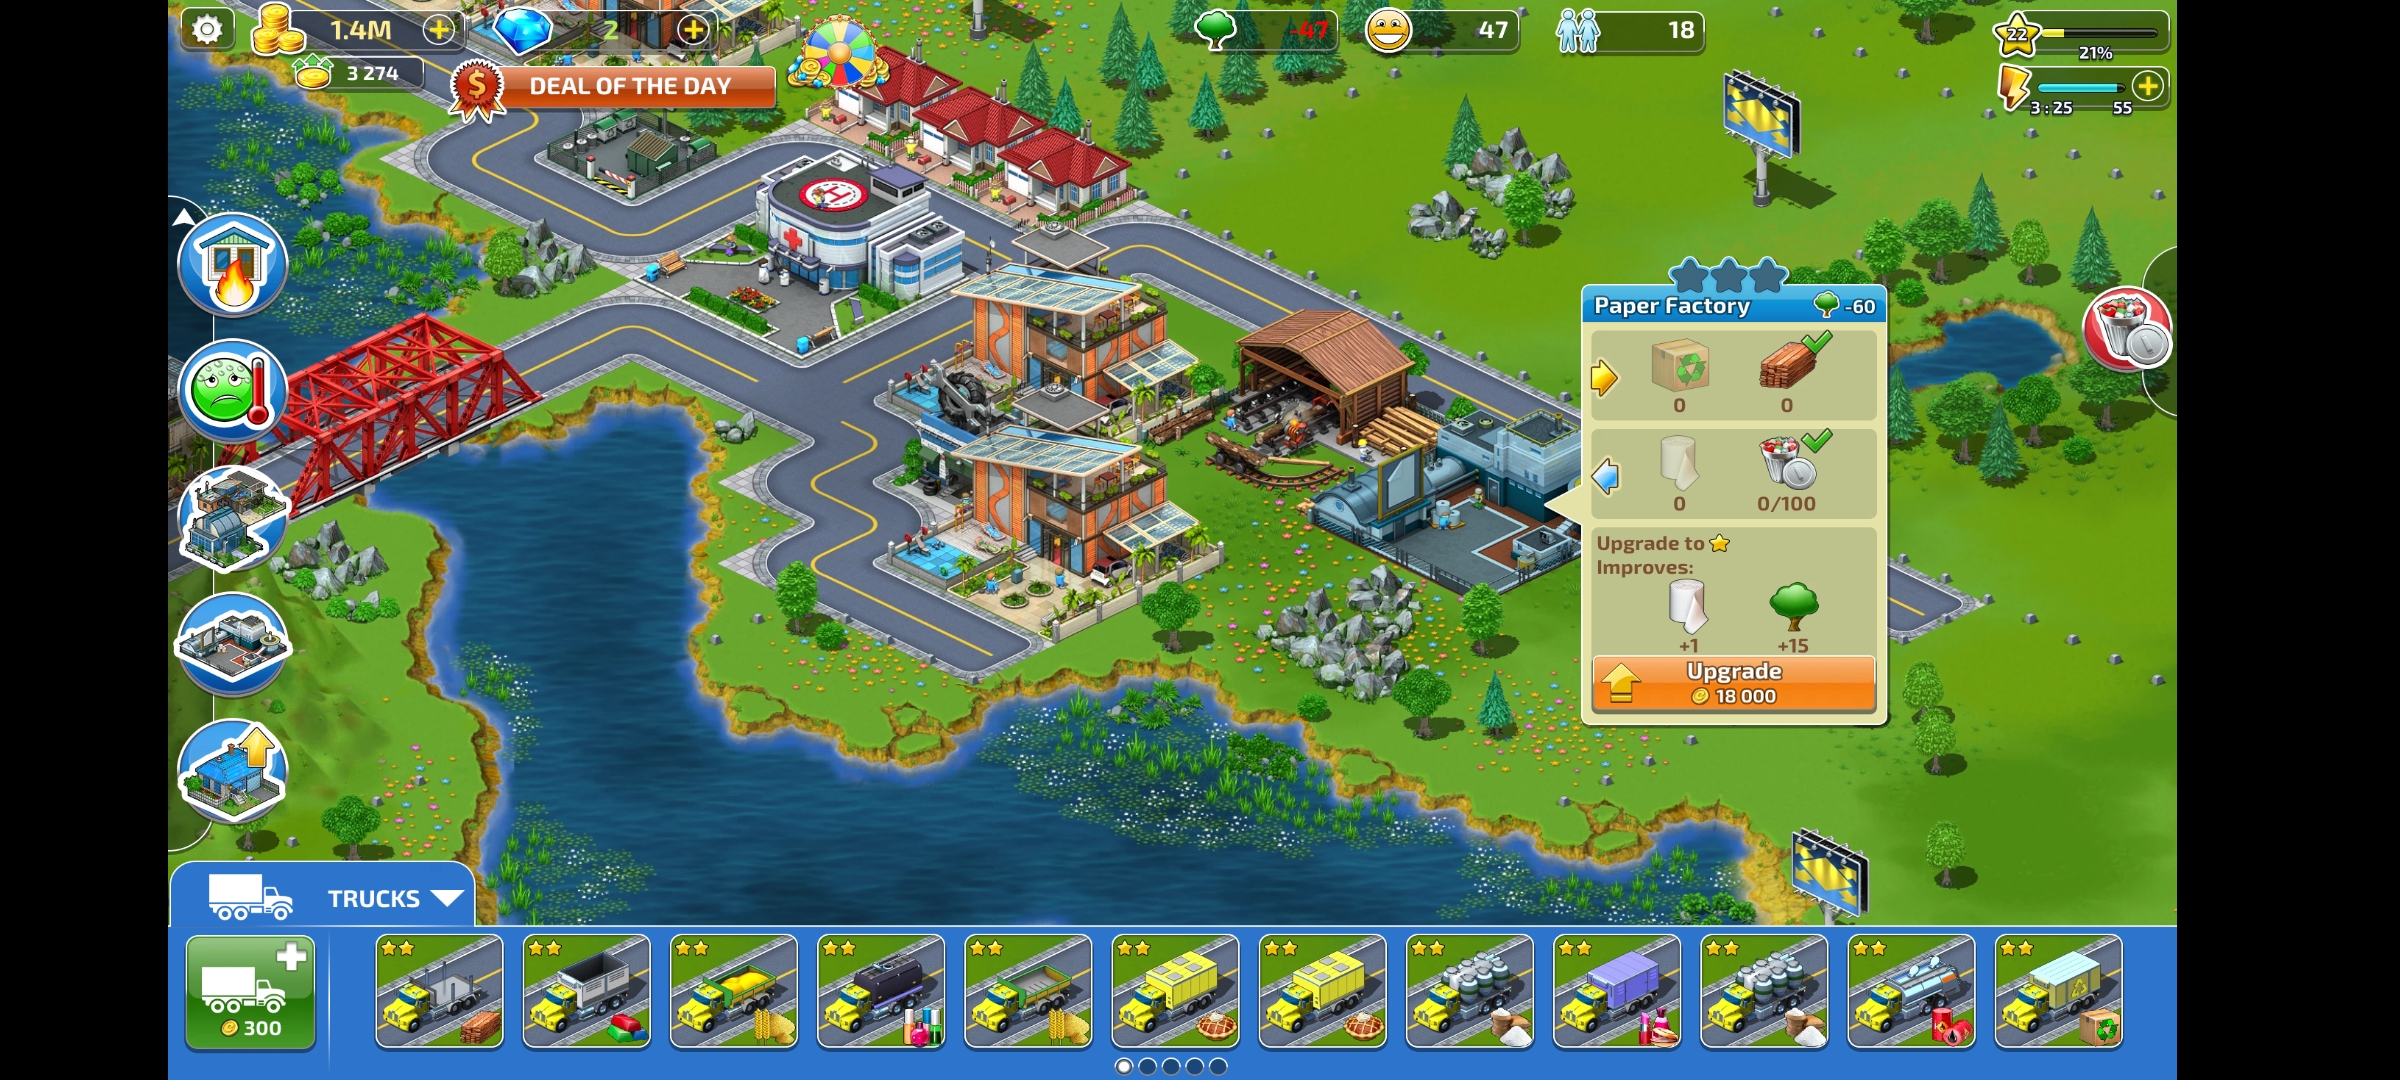 1.4M
2
-47
47
18
22
21%
3 274
DEAL OF THE DAY
3:25
55
H
Paper Factory
-60
0
0
0
0/100
Upgrade to
Improves:
+1
+15
Upgrade
18 000
TRUCKS
300